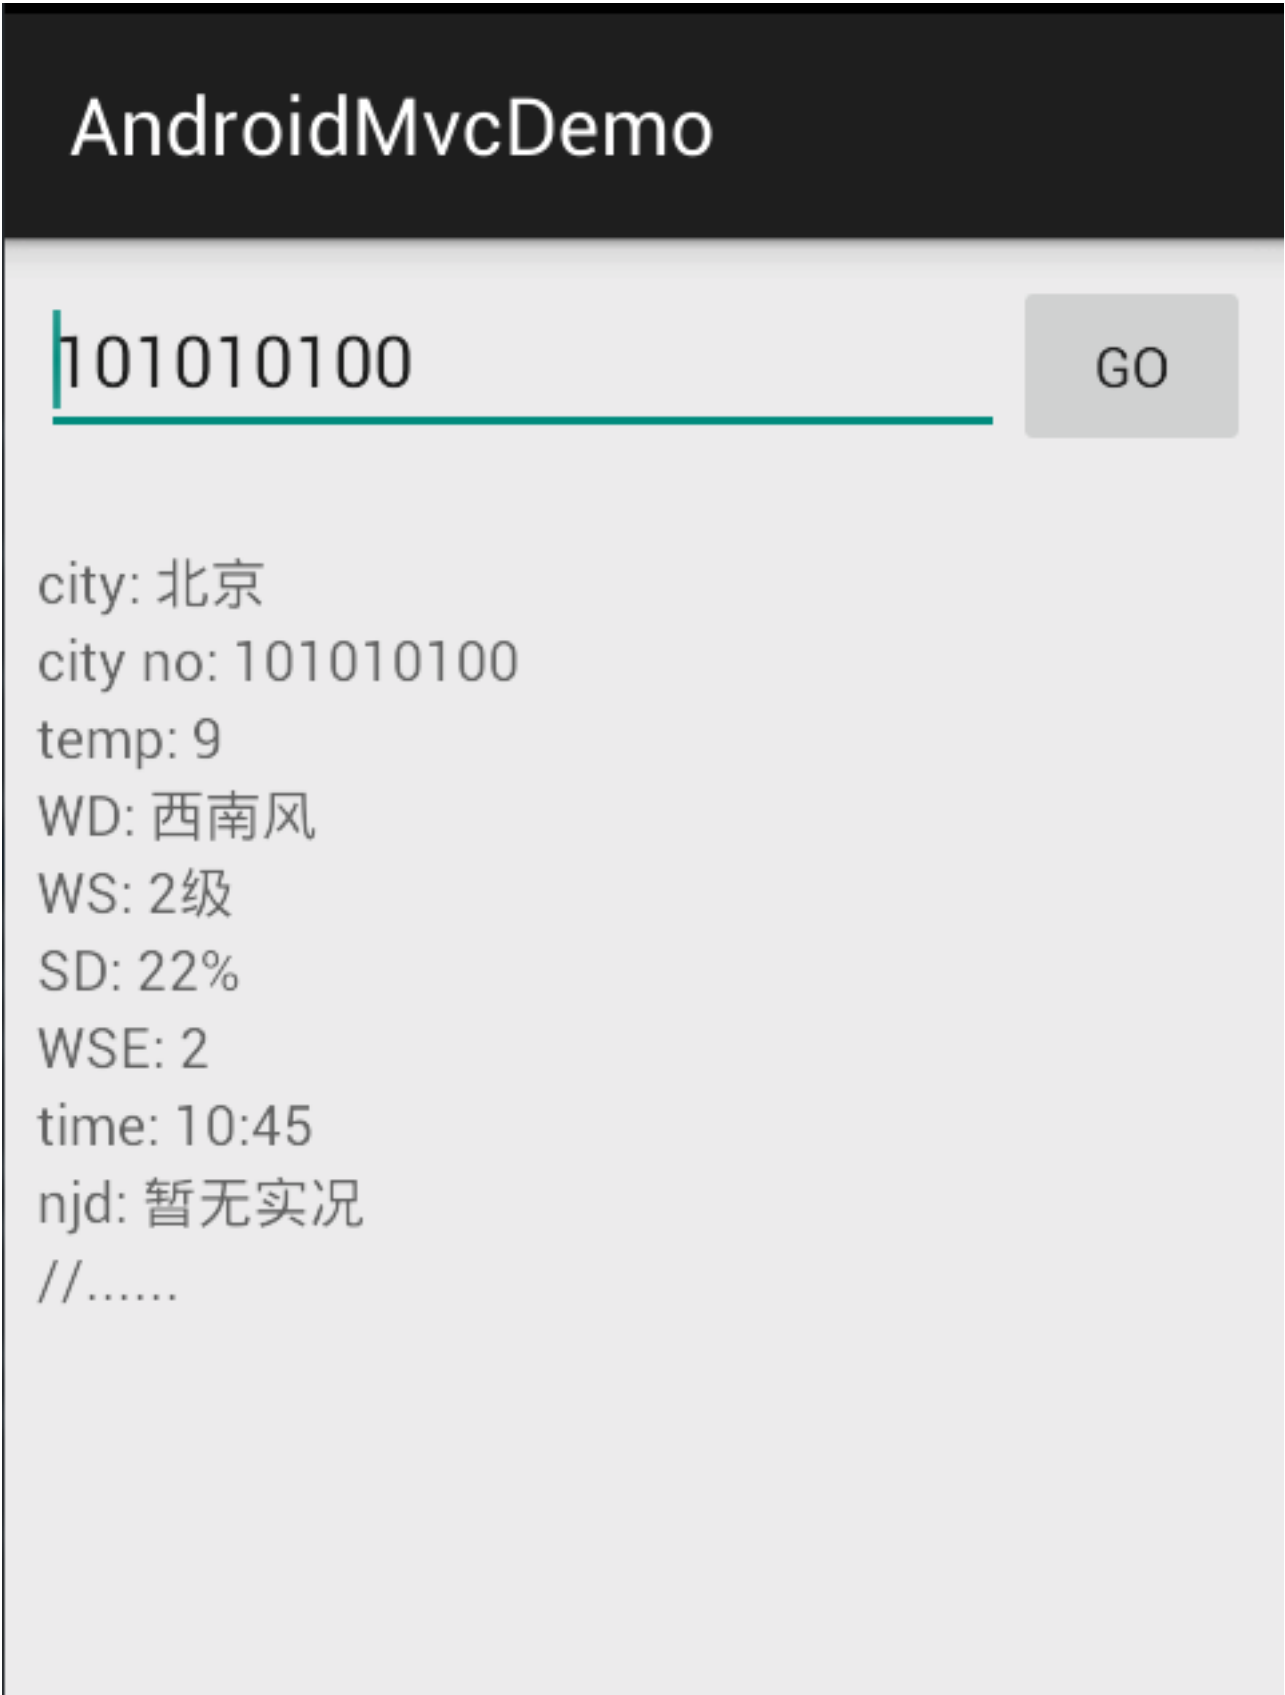 AndroidMvcDemo
101010100
GO
city: 北京
city no: 101010100
temp: 9
WD: 西南风
WS: 2级
SD: 22%
WSE: 2
time: 10:45
njd: 暂无实况
//......